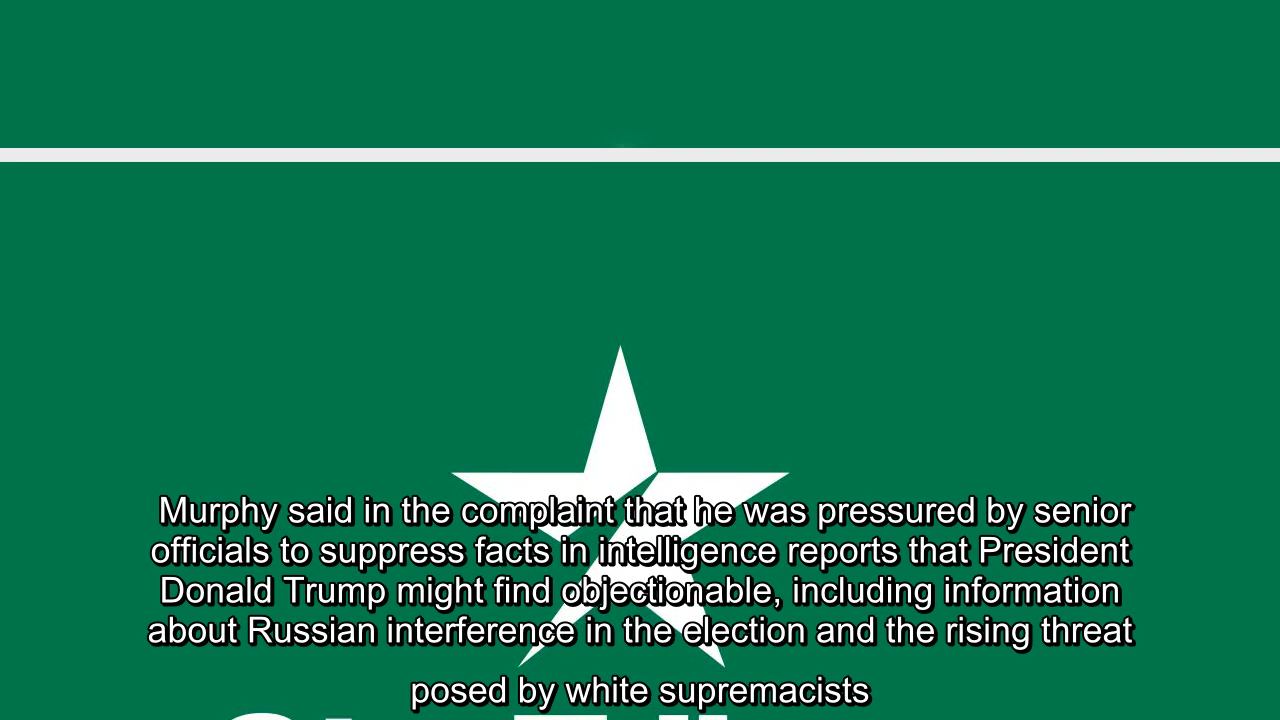 Murphy said in the complaint that he was pressured by senior
officials to suppress facts in intelligence reports that President
Donald Trump might find objectionable, including information
about Russian interference in the election and the rising threat
posed by white supremacists